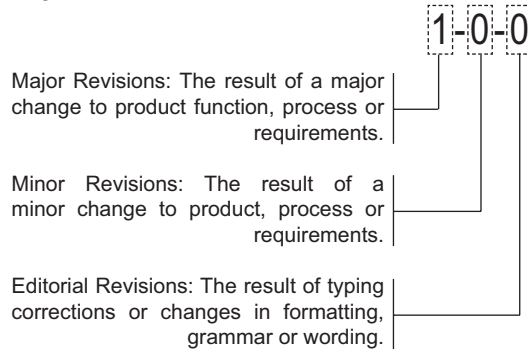 1-0-0
Major Revisions: The result of a major
change to product function, process or
requirements.
Minor Revisions: The result of a
minor change to product, process or
requirements.
Editorial Revisions: The result of typing
corrections or changes in formatting,
grammar or wording.